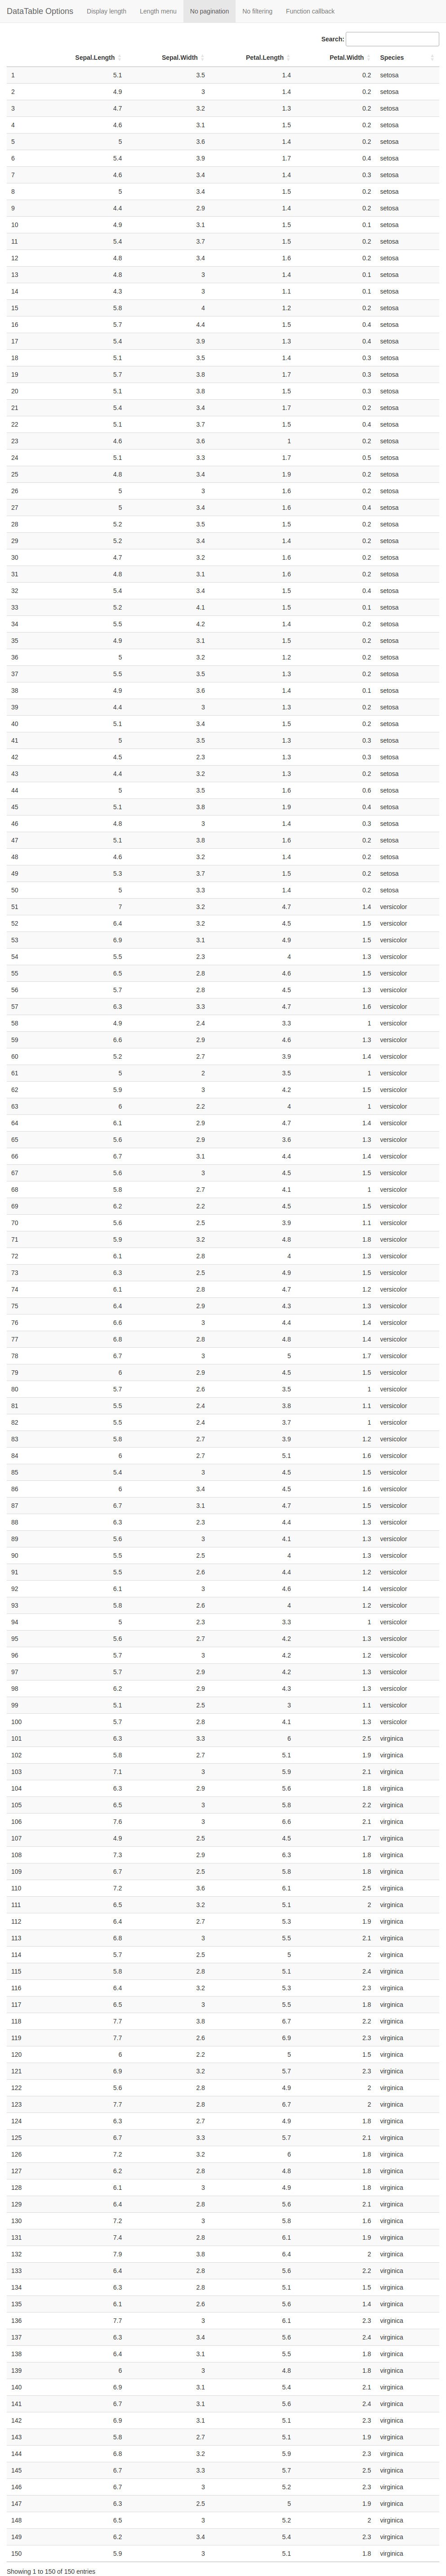 DataTable Options Display length Length menu No pagination No filtering Function callback
Search:
Sepal.Length Sepal.Width Petal.Length Petal.Width Species
1 5.1 3.5 1.4 0.2 setosa
2 4.9 3 1.4 0.2 setosa
3 4.7 3.2 1.3 0.2 setosa
4 4.6 3.1 1.5 0.2 setosa
5 5 3.6 1.4 0.2 setosa
6 5.4 3.9 1.7 0.4 setosa
7 4.6 3.4 1.4 0.3 setosa
8 5 3.4 1.5 0.2 setosa
9 4.4 2.9 1.4 0.2 setosa
10 4.9 3.1 1.5 0.1 setosa
11 5.4 3.7 1.5 0.2 setosa
12 4.8 3.4 1.6 0.2 setosa
13 4.8 3 1.4 0.1 setosa
14 4.3 3 1.1 0.1 setosa
15 5.8 4 1.2 0.2 setosa
16 5.7 4.4 1.5 0.4 setosa
17 5.4 3.9 1.3 0.4 setosa
18 5.1 3.5 1.4 0.3 setosa
19 5.7 3.8 1.7 0.3 setosa
20 5.1 3.8 1.5 0.3 setosa
21 5.4 3.4 1.7 0.2 setosa
22 5.1 3.7 1.5 0.4 setosa
23 4.6 3.6 1 0.2 setosa
24 5.1 3.3 1.7 0.5 setosa
25 4.8 3.4 1.9 0.2 setosa
26 5 3 1.6 0.2 setosa
27 5 3.4 1.6 0.4 setosa
28 5.2 3.5 1.5 0.2 setosa
29 5.2 3.4 1.4 0.2 setosa
30 4.7 3.2 1.6 0.2 setosa
31 4.8 3.1 1.6 0.2 setosa
32 5.4 3.4 1.5 0.4 setosa
33 5.2 4.1 1.5 0.1 setosa
34 5.5 4.2 1.4 0.2 setosa
35 4.9 3.1 1.5 0.2 setosa
36 5 3.2 1.2 0.2 setosa
37 5.5 3.5 1.3 0.2 setosa
38 4.9 3.6 1.4 0.1 setosa
39 4.4 3 1.3 0.2 setosa
40 5.1 3.4 1.5 0.2 setosa
41 5 3.5 1.3 0.3 setosa
42 4.5 2.3 1.3 0.3 setosa
43 4.4 3.2 1.3 0.2 setosa
44 5 3.5 1.6 0.6 setosa
45 5.1 3.8 1.9 0.4 setosa
46 4.8 3 1.4 0.3 setosa
47 5.1 3.8 1.6 0.2 setosa
48 4.6 3.2 1.4 0.2 setosa
49 5.3 3.7 1.5 0.2 setosa
50 5 3.3 1.4 0.2 setosa
51 7 3.2 4.7 1.4 versicolor
52 6.4 3.2 4.5 1.5 versicolor
53 6.9 3.1 4.9 1.5 versicolor
54 5.5 2.3 4 1.3 versicolor
55 6.5 2.8 4.6 1.5 versicolor
56 5.7 2.8 4.5 1.3 versicolor
57 6.3 3.3 4.7 1.6 versicolor
58 4.9 2.4 3.3 1 versicolor
59 6.6 2.9 4.6 1.3 versicolor
60 5.2 2.7 3.9 1.4 versicolor
61 5 2 3.5 1 versicolor
62 5.9 3 4.2 1.5 versicolor
63 6 2.2 4 1 versicolor
64 6.1 2.9 4.7 1.4 versicolor
65 5.6 2.9 3.6 1.3 versicolor
66 6.7 3.1 4.4 1.4 versicolor
67 5.6 3 4.5 1.5 versicolor
68 5.8 2.7 4.1 1 versicolor
69 6.2 2.2 4.5 1.5 versicolor
70 5.6 2.5 3.9 1.1 versicolor
71 5.9 3.2 4.8 1.8 versicolor
72 6.1 2.8 4 1.3 versicolor
73 6.3 2.5 4.9 1.5 versicolor
74 6.1 2.8 4.7 1.2 versicolor
75 6.4 2.9 4.3 1.3 versicolor
76 6.6 3 4.4 1.4 versicolor
77 6.8 2.8 4.8 1.4 versicolor
78 6.7 3 5 1.7 versicolor
79 6 2.9 4.5 1.5 versicolor
80 5.7 2.6 3.5 1 versicolor
81 5.5 2.4 3.8 1.1 versicolor
82 5.5 2.4 3.7 1 versicolor
83 5.8 2.7 3.9 1.2 versicolor
84 6 2.7 5.1 1.6 versicolor
85 5.4 3 4.5 1.5 versicolor
86 6 3.4 4.5 1.6 versicolor
87 6.7 3.1 4.7 1.5 versicolor
88 6.3 2.3 4.4 1.3 versicolor
89 5.6 3 4.1 1.3 versicolor
90 5.5 2.5 4 1.3 versicolor
91 5.5 2.6 4.4 1.2 versicolor
92 6.1 3 4.6 1.4 versicolor
93 5.8 2.6 4 1.2 versicolor
94 5 2.3 3.3 1 versicolor
95 5.6 2.7 4.2 1.3 versicolor
96 5.7 3 4.2 1.2 versicolor
97 5.7 2.9 4.2 1.3 versicolor
98 6.2 2.9 4.3 1.3 versicolor
99 5.1 2.5 3 1.1 versicolor
100 5.7 2.8 4.1 1.3 versicolor
101 6.3 3.3 6 2.5 virginica
102 5.8 2.7 5.1 1.9 virginica
103 7.1 3 5.9 2.1 virginica
104 6.3 2.9 5.6 1.8 virginica
105 6.5 3 5.8 2.2 virginica
106 7.6 3 6.6 2.1 virginica
107 4.9 2.5 4.5 1.7 virginica
108 7.3 2.9 6.3 1.8 virginica
109 6.7 2.5 5.8 1.8 virginica
110 7.2 3.6 6.1 2.5 virginica
111 6.5 3.2 5.1 2 virginica
112 6.4 2.7 5.3 1.9 virginica
113 6.8 3 5.5 2.1 virginica
114 5.7 2.5 5 2 virginica
115 5.8 2.8 5.1 2.4 virginica
116 6.4 3.2 5.3 2.3 virginica
117 6.5 3 5.5 1.8 virginica
118 7.7 3.8 6.7 2.2 virginica
119 7.7 2.6 6.9 2.3 virginica
120 6 2.2 5 1.5 virginica
121 6.9 3.2 5.7 2.3 virginica
122 5.6 2.8 4.9 2 virginica
123 7.7 2.8 6.7 2 virginica
124 6.3 2.7 4.9 1.8 virginica
125 6.7 3.3 5.7 2.1 virginica
126 7.2 3.2 6 1.8 virginica
127 6.2 2.8 4.8 1.8 virginica
128 6.1 3 4.9 1.8 virginica
129 6.4 2.8 5.6 2.1 virginica
130 7.2 3 5.8 1.6 virginica
131 7.4 2.8 6.1 1.9 virginica
132 7.9 3.8 6.4 2 virginica
133 6.4 2.8 5.6 2.2 virginica
134 6.3 2.8 5.1 1.5 virginica
135 6.1 2.6 5.6 1.4 virginica
136 7.7 3 6.1 2.3 virginica
137 6.3 3.4 5.6 2.4 virginica
138 6.4 3.1 5.5 1.8 virginica
139 6 3 4.8 1.8 virginica
140 6.9 3.1 5.4 2.1 virginica
141 6.7 3.1 5.6 2.4 virginica
142 6.9 3.1 5.1 2.3 virginica
143 5.8 2.7 5.1 1.9 virginica
144 6.8 3.2 5.9 2.3 virginica
145 6.7 3.3 5.7 2.5 virginica
146 6.7 3 5.2 2.3 virginica
147 6.3 2.5 5 1.9 virginica
148 6.5 3 5.2 2 virginica
149 6.2 3.4 5.4 2.3 virginica
150 5.9 3 5.1 1.8 virginica
Showing 1 to 150 of 150 entries